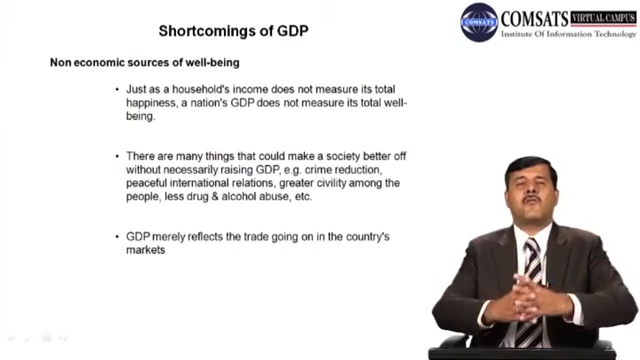 Shortcomings of GDP
COMSATS VIRTUAL CAMPUS
Institute Of Information Technology
Non economic sources of well-being
• Just as a household's income does not measure its total
happiness, a nation's GDP does not measure its total well-
being.
• There are many things that could make a society better off
without necessarily raising GDP, e.g. crime reduction,
peaceful international relations, greater civility among the
people, less drug & alcohol abuse, etc.
• GDP merely reflects the trade going on in the country's
markets